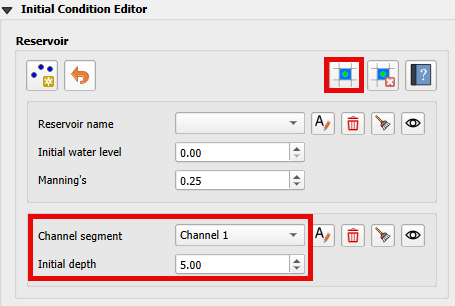 Initial Condition Editor
Reservoir
Reservoir name
Initial water level 0.00
Manning's 0.25
Channel segment Channel 1
Initial depth 5.00